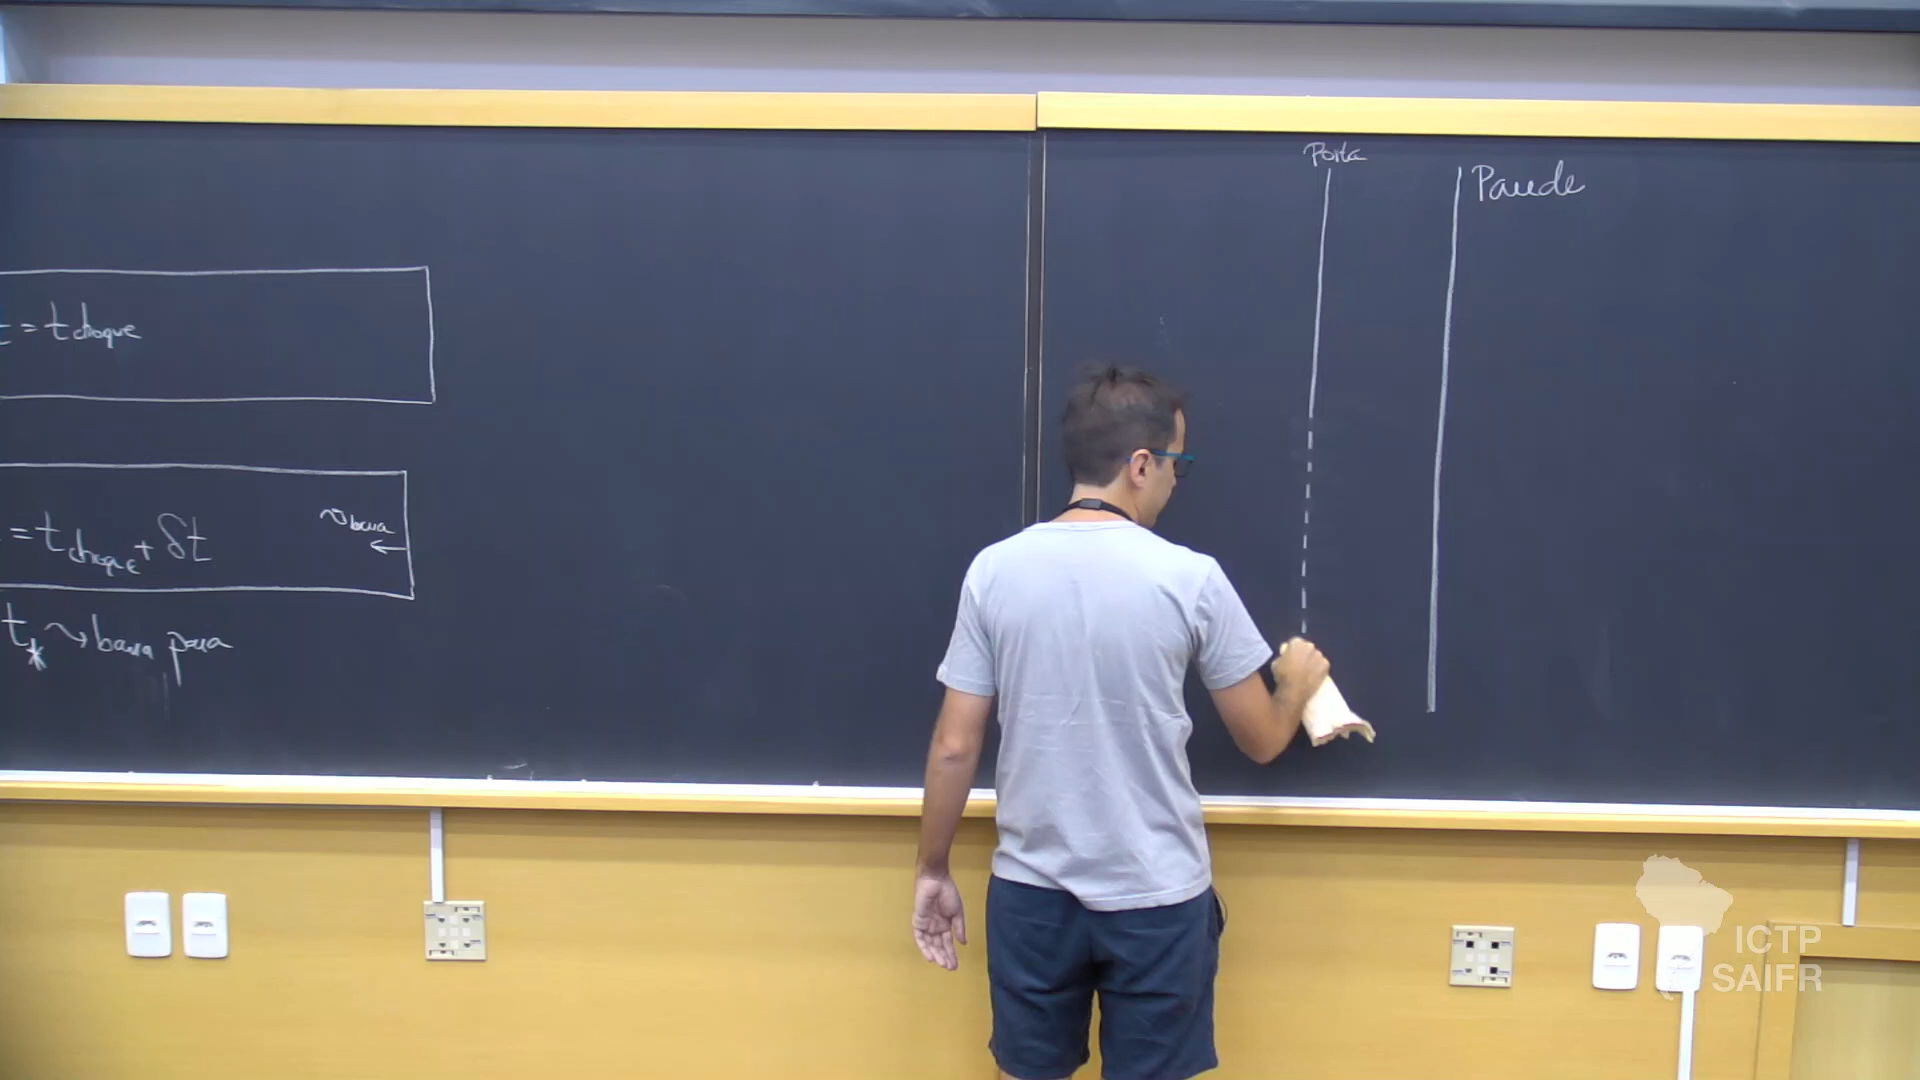 t = t choque
= t choque + δt
v barra
t* ~> barra para
Porta
Parede
ICTP
SAIFR